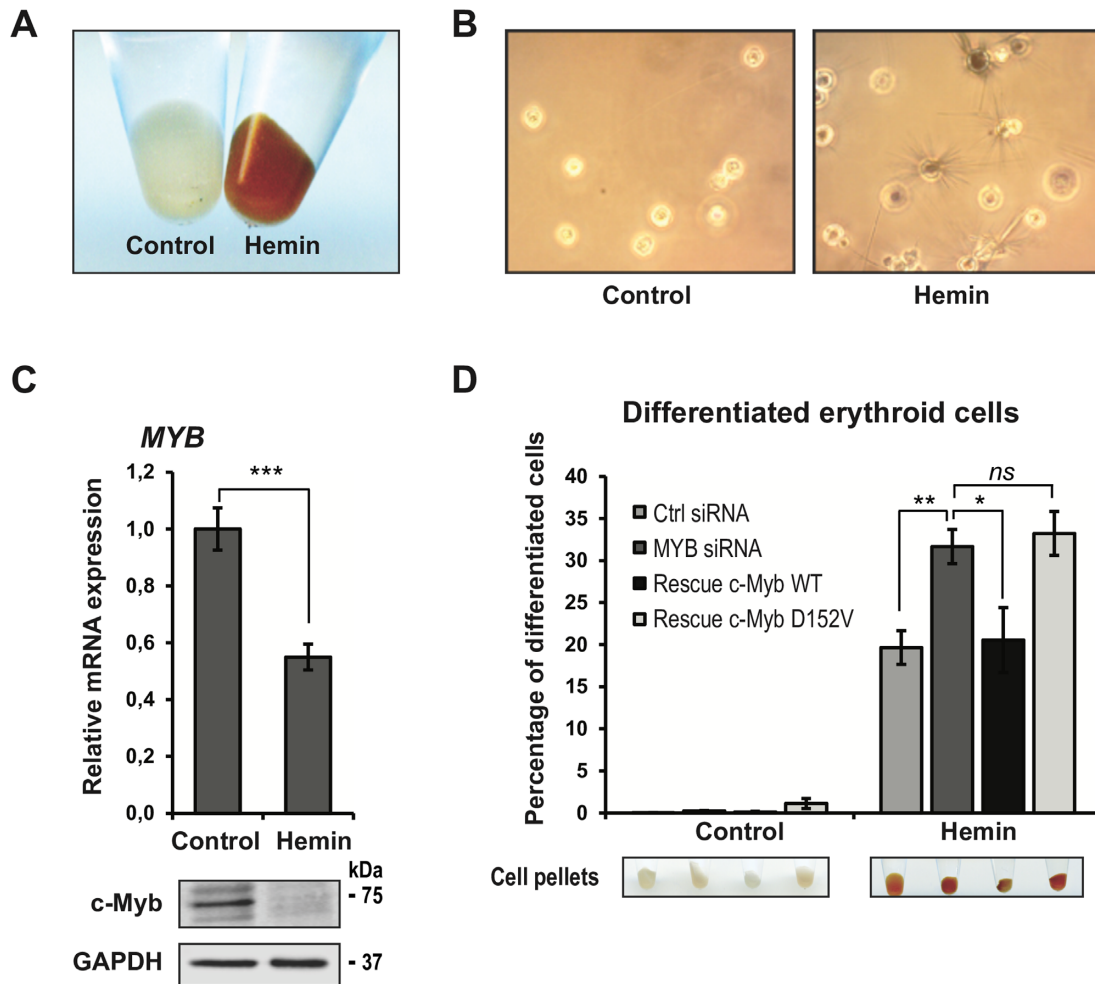 A
Control
Hemin
B
Control
Hemin
C
MYB
Relative mRNA expression
1,2
1,0
0,8
0,6
0,4
0,2
0,0
***
Control
Hemin
kDa
c-Myb
- 75
GAPDH
- 37
D
Differentiated erythroid cells
Percentage of differentiated cells
40
35
30
25
20
15
10
5
0
Ctrl siRNA
MYB siRNA
Rescue c-Myb WT
Rescue c-Myb D152V
**
*
ns
Control
Hemin
Cell pellets